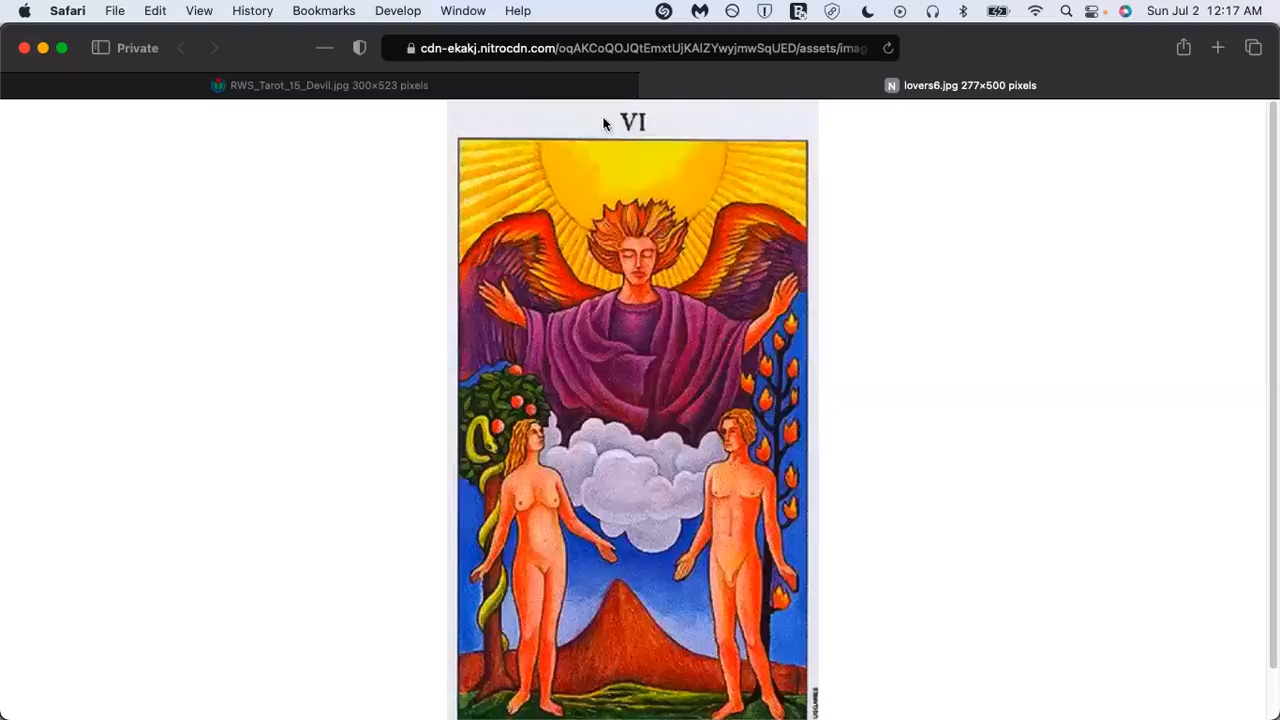 Safari File Edit View History Bookmarks Develop Window Help Sun Jul 2 12:17 AM
Private cdn-ekakj.nitrocdn.com/oqAKCoQOJQtEmxtUjKAlZYwyjmwSqUED/assets/imag
RWS_Tarot_15_Devil.jpg 300×523 pixels N lovers6.jpg 277×500 pixels
VI